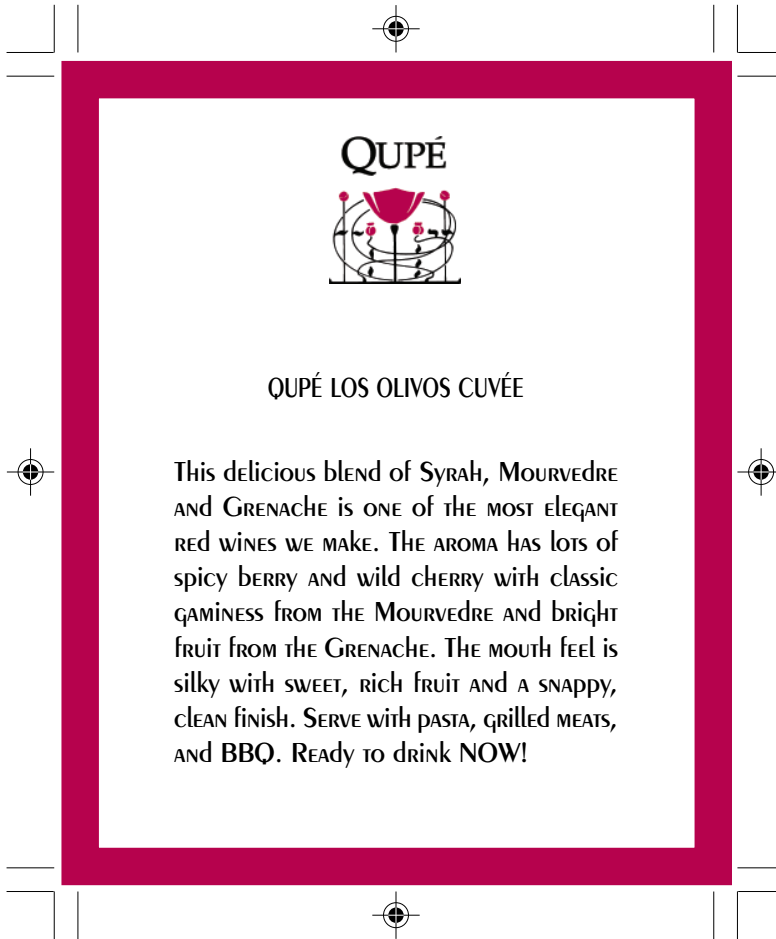 QUPÉ
QUPÉ LOS OLIVOS CUVÉE
This delicious blend of Syrah, Mourvedre
and Grenache is one of the most elegant
red wines we make. The aroma has lots of
spicy berry and wild cherry with classic
gaminess from the Mourvedre and bright
fruit from the Grenache. The mouth feel is
silky with sweet, rich fruit and a snappy,
clean finish. Serve with pasta, grilled meats,
and BBQ. Ready to drink NOW!